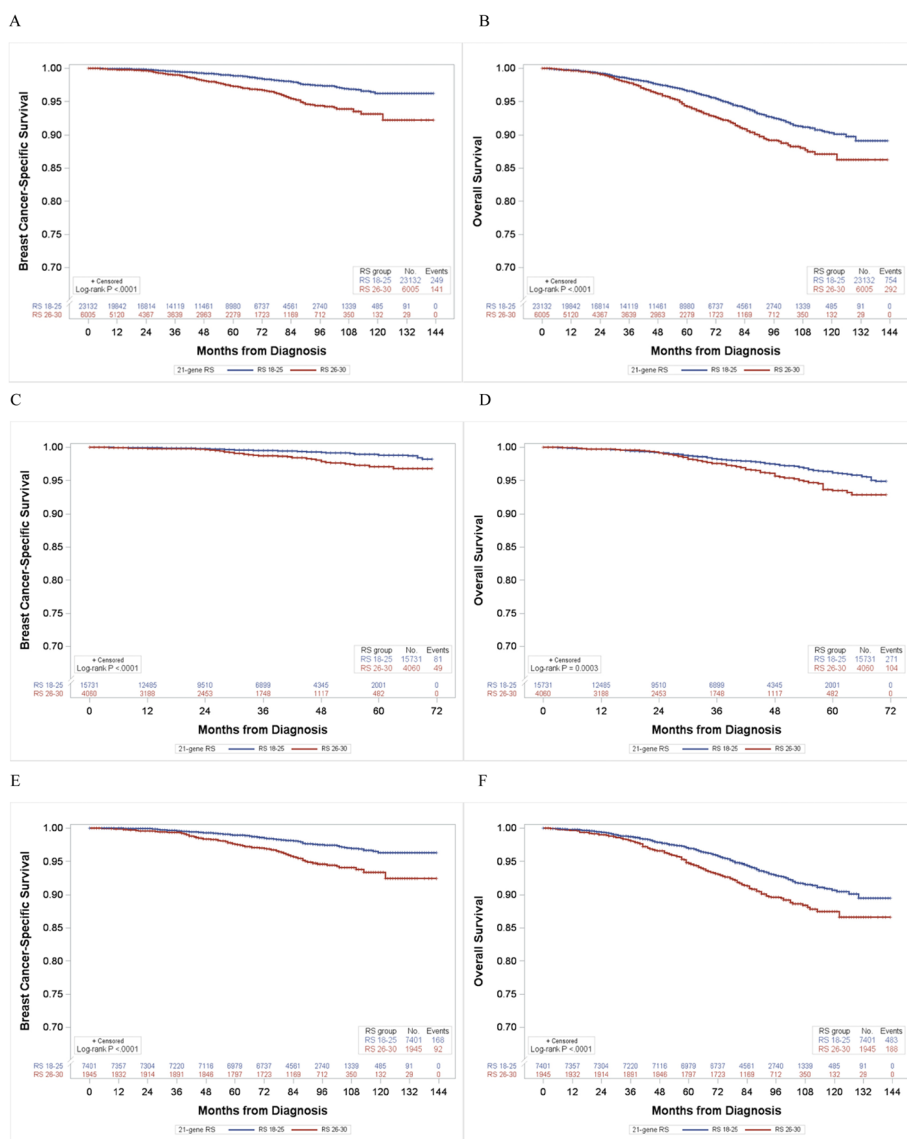 A
Breast Cancer-Specific Survival
1.00
0.95
0.90
0.85
0.80
0.75
0.70
+ Censored
Log-rank P <.0001
RS group No. Events
RS 18-25 23132 249
RS 26-30 6005 141
RS 18-25 23132 19842 16814 14119 11461 8980 6737 4561 2740 1339 485 91 0
RS 26-30 6005 5120 4367 3639 2963 2279 1723 1169 712 350 132 29 0
0 12 24 36 48 60 72 84 96 108 120 132 144
Months from Diagnosis
21-gene RS RS 18-25 RS 26-30
B
Overall Survival
1.00
0.95
0.90
0.85
0.80
0.75
0.70
+ Censored
Log-rank P <.0001
RS group No. Events
RS 18-25 23132 754
RS 26-30 6005 292
RS 18-25 23132 19842 16814 14119 11461 8980 6737 4561 2740 1339 485 91 0
RS 26-30 6005 5120 4367 3639 2963 2279 1723 1169 712 350 132 29 0
0 12 24 36 48 60 72 84 96 108 120 132 144
Months from Diagnosis
21-gene RS RS 18-25 RS 26-30
C
Breast Cancer-Specific Survival
1.00
0.95
0.90
0.85
0.80
0.75
0.70
+ Censored
Log-rank P <.0001
RS group No. Events
RS 18-25 15731 81
RS 26-30 4060 49
RS 18-25 15731 12485 9510 6899 4345 2001 0
RS 26-30 4060 3188 2453 1748 1117 482 0
0 12 24 36 48 60 72
Months from Diagnosis
21-gene RS RS 18-25 RS 26-30
D
Overall Survival
1.00
0.95
0.90
0.85
0.80
0.75
0.70
+ Censored
Log-rank P = 0.0003
RS group No. Events
RS 18-25 15731 271
RS 26-30 4060 104
RS 18-25 15731 12485 9510 6899 4345 2001 0
RS 26-30 4060 3188 2453 1748 1117 482 0
0 12 24 36 48 60 72
Months from Diagnosis
21-gene RS RS 18-25 RS 26-30
E
Breast Cancer-Specific Survival
1.00
0.95
0.90
0.85
0.80
0.75
0.70
+ Censored
Log-rank P <.0001
RS group No. Events
RS 18-25 7401 168
RS 26-30 1945 92
RS 18-25 7401 7357 7304 7220 7116 6979 6737 4561 2740 1339 485 91 0
RS 26-30 1945 1932 1914 1891 1846 1797 1723 1169 712 350 132 29 0
0 12 24 36 48 60 72 84 96 108 120 132 144
Months from Diagnosis
21-gene RS RS 18-25 RS 26-30
F
Overall Survival
1.00
0.95
0.90
0.85
0.80
0.75
0.70
+ Censored
Log-rank P <.0001
RS group No. Events
RS 18-25 7401 483
RS 26-30 1945 188
RS 18-25 7401 7357 7304 7220 7116 6979 6737 4561 2740 1339 485 91 0
RS 26-30 1945 1932 1914 1891 1846 1797 1723 1169 712 350 132 29 0
0 12 24 36 48 60 72 84 96 108 120 132 144
Months from Diagnosis
21-gene RS RS 18-25 RS 26-30